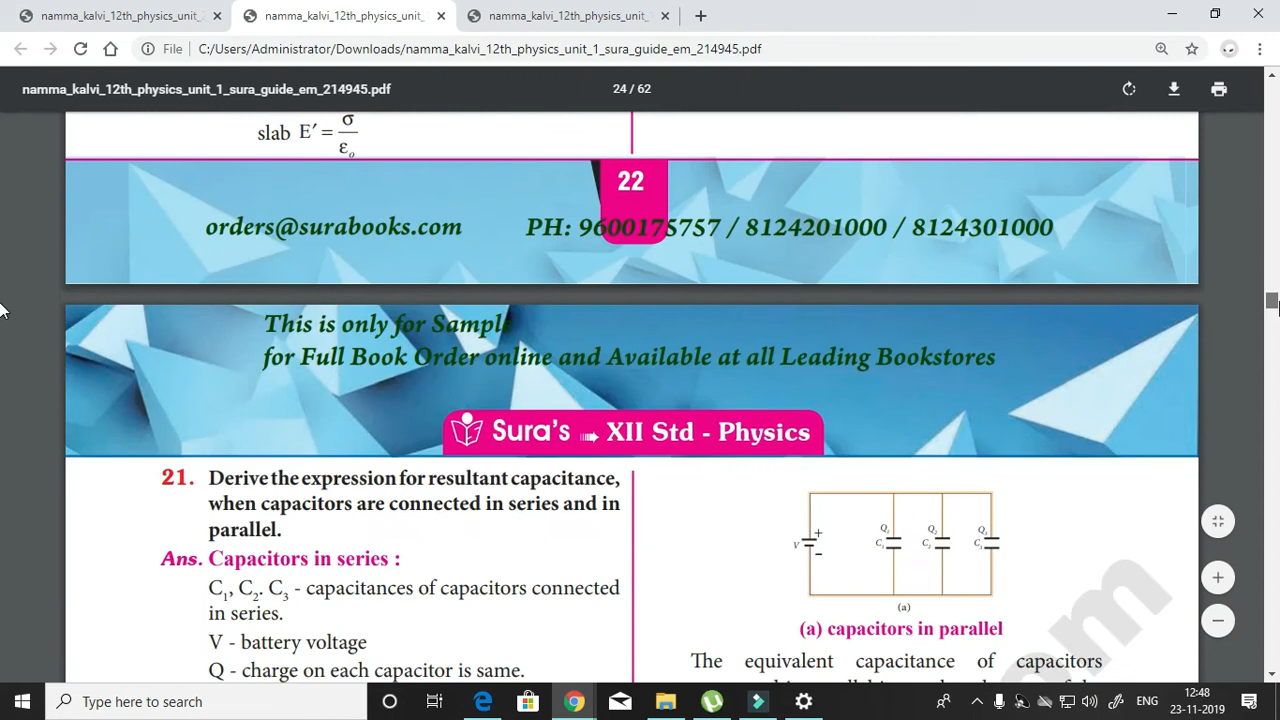 namma_kalvi_12th_physics_unit_
namma_kalvi_12th_physics_unit_1
namma_kalvi_12th_physics_unit_1
File C:/Users/Administrator/Downloads/namma_kalvi_12th_physics_unit_1_sura_guide_em_214945.pdf
namma_kalvi_12th_physics_unit_1_sura_guide_em_214945.pdf
24 / 62
slab E′ = σ / εo
22
orders@surabooks.com PH: 9600175757 / 8124201000 / 8124301000
This is only for Sample
for Full Book Order online and Available at all Leading Bookstores
Sura's ➠ XII Std - Physics
21. Derive the expression for resultant capacitance,
when capacitors are connected in series and in
parallel.
Ans. Capacitors in series :
C1, C2. C3 - capacitances of capacitors connected
in series.
V - battery voltage
Q - charge on each capacitor is same.
V + −
(a)
(a) capacitors in parallel
The equivalent capacitance of capacitors
om
Type here to search
ENG
12:48
23-11-2019